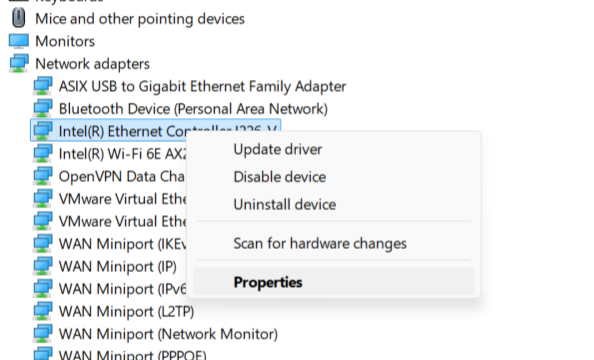 Mice and other pointing devices
Monitors
Network adapters
ASIX USB to Gigabit Ethernet Family Adapter
Bluetooth Device (Personal Area Network)
Intel(R) Ethernet Controller I226-V
Update driver
Intel(R) Wi-Fi 6E
OpenVPN Data
Disable device
VMware Virtual
Uninstall device
VMware Virtual
WAN Miniport
Scan for hardware changes
WAN Miniport (IP)
WAN Miniport
Properties
WAN Miniport (L2TP)
WAN Miniport (Network Monitor)
WAN Miniport (PPPOE)